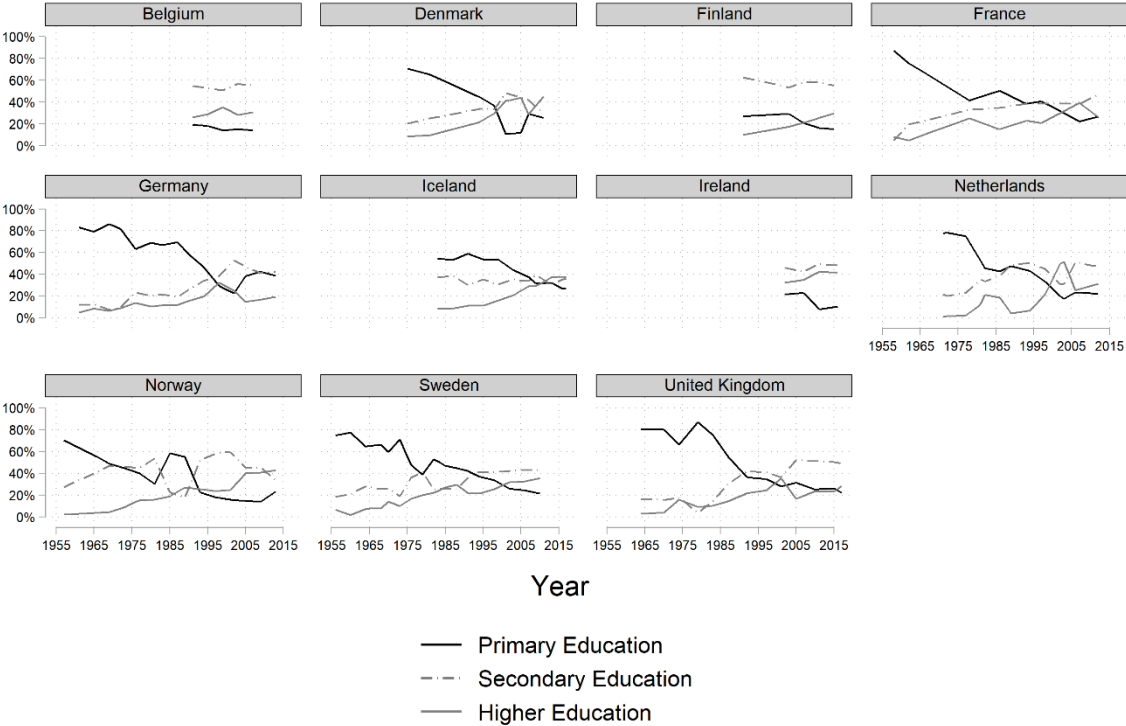 Belgium Denmark Finland France
100%
80%
60%
40%
20%
0%
Germany Iceland Ireland Netherlands
100%
80%
60%
40%
20%
0%
1955 1965 1975 1985 1995 2005 2015
Norway Sweden United Kingdom
100%
80%
60%
40%
20%
0%
1955 1965 1975 1985 1995 2005 2015 1955 1965 1975 1985 1995 2005 2015 1955 1965 1975 1985 1995 2005 2015
Year
Primary Education
Secondary Education
Higher Education